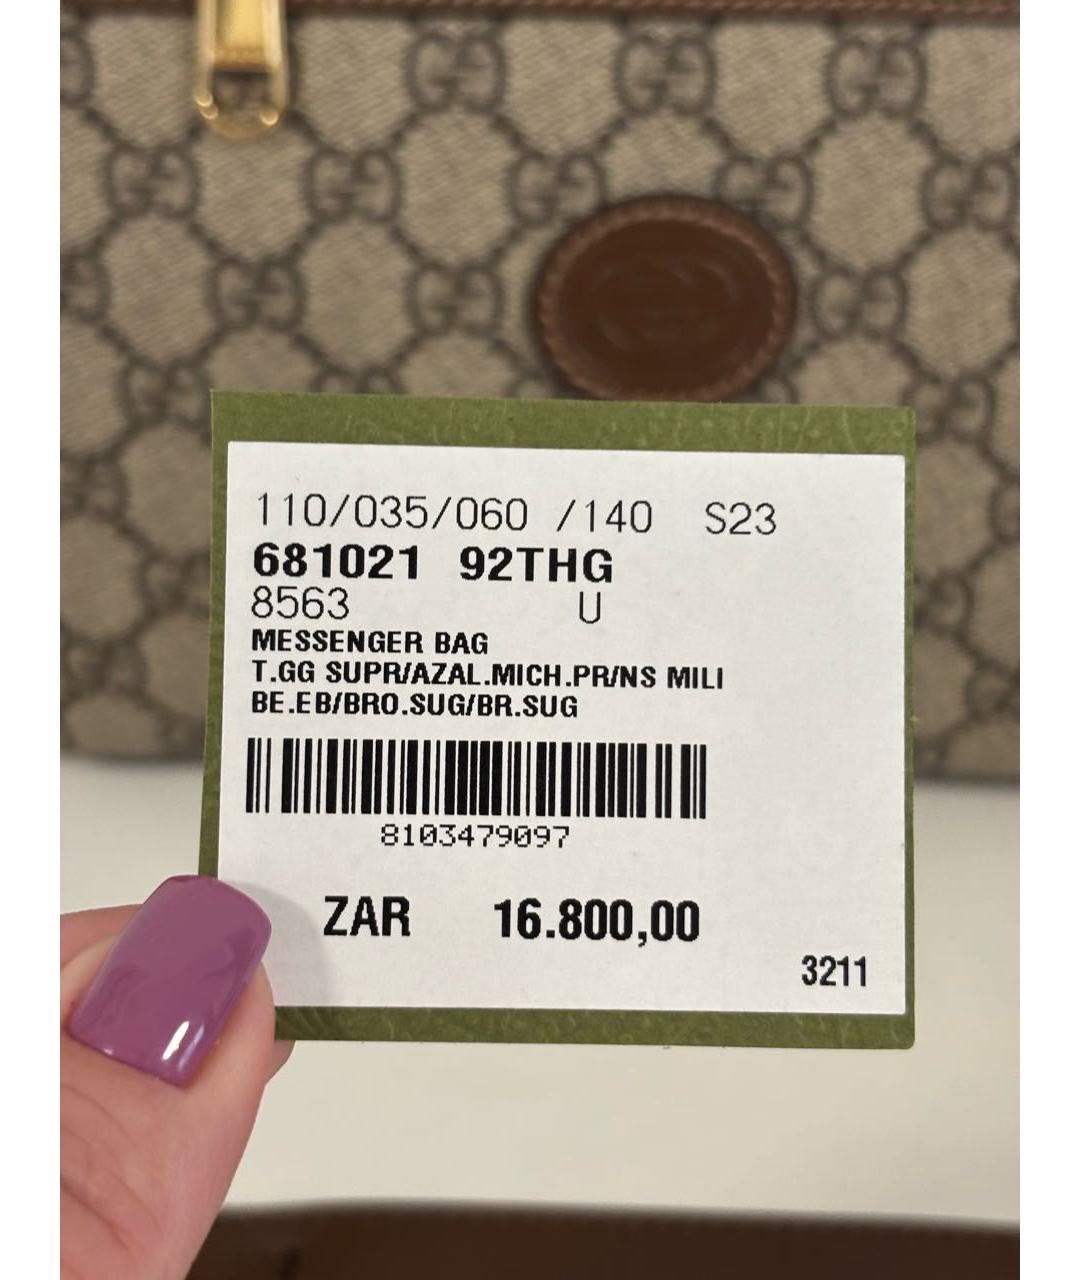 110/035/060 /140 S23
681021 92THG
8563 U
MESSENGER BAG
T.GG SUPR/AZAL.MICH.PR/NS MILI
BE.EB/BRO.SUG/BR.SUG
8103479097
ZAR 16.800,00
3211